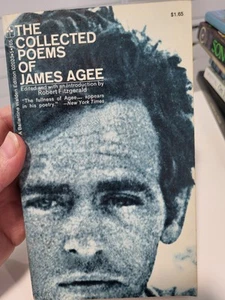 THE
COLLECTED
POEMS
OF
JAMES AGEE
$1.65
Edited and with an introduction by
Robert Fitzgerald
"The fullness of Agee— appears
in his poetry." —New York Times